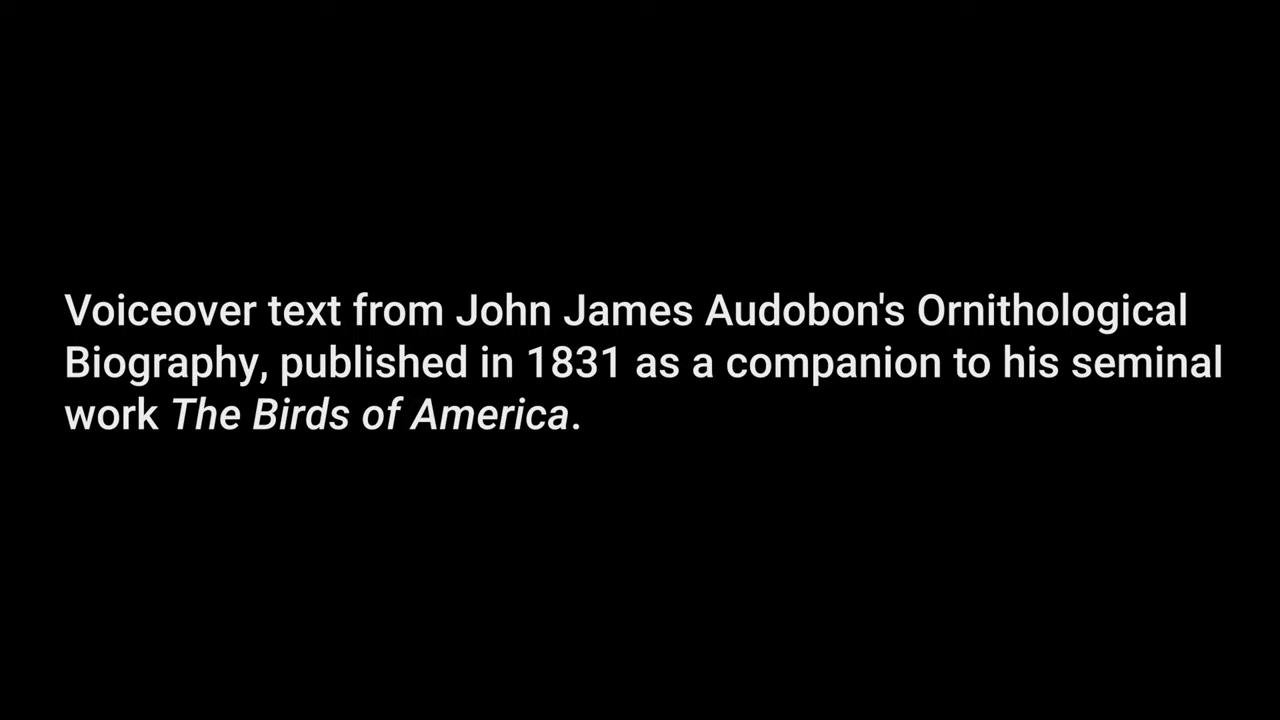 Voiceover text from John James Audobon's Ornithological
Biography, published in 1831 as a companion to his seminal
work The Birds of America.